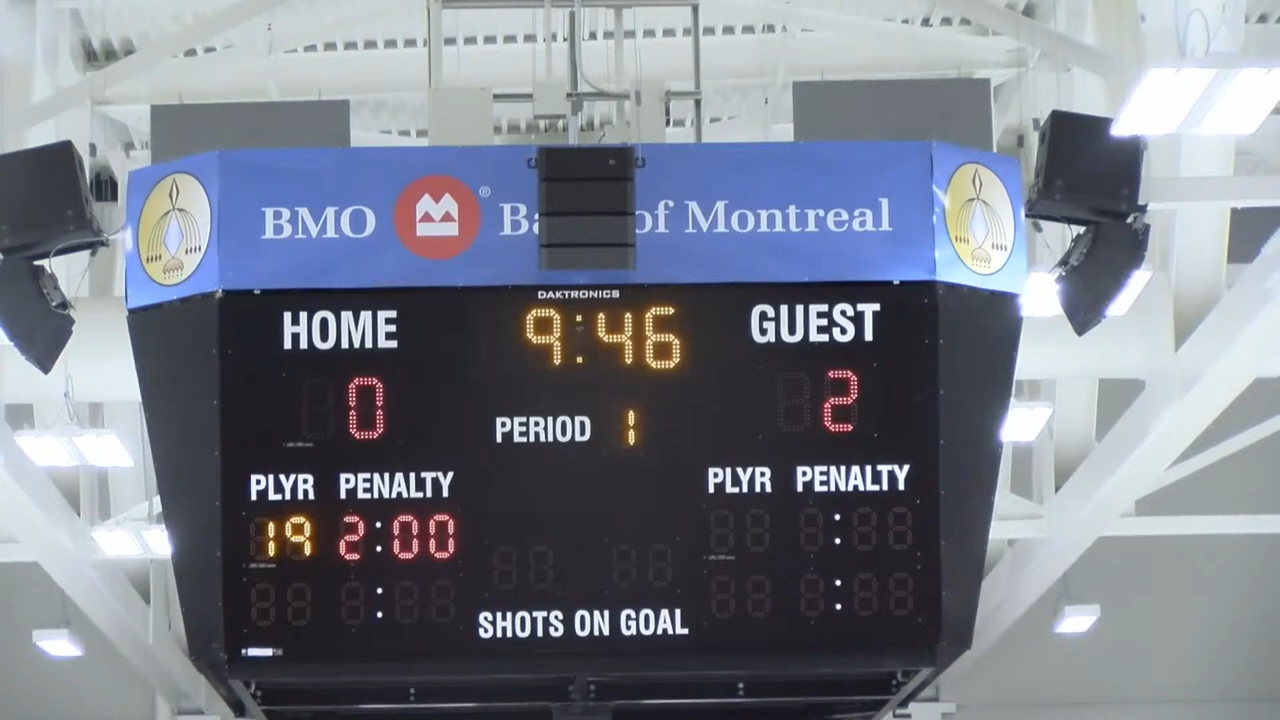 BMO ® Ba of Montreal
DAKTRONICS
HOME 9:46 GUEST
0 PERIOD 1 2
PLYR PENALTY PLYR PENALTY
19 2:00
SHOTS ON GOAL